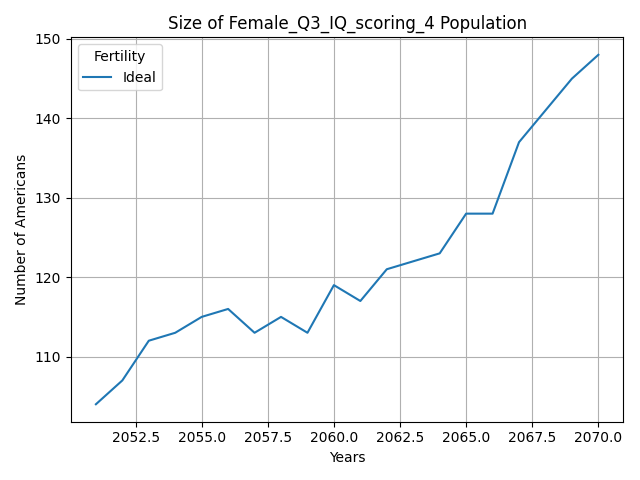 Size of Female_Q3_IQ_scoring_4 Population
Fertility
Ideal
150
140
130
120
110
Number of Americans
2052.5 2055.0 2057.5 2060.0 2062.5 2065.0 2067.5 2070.0
Years